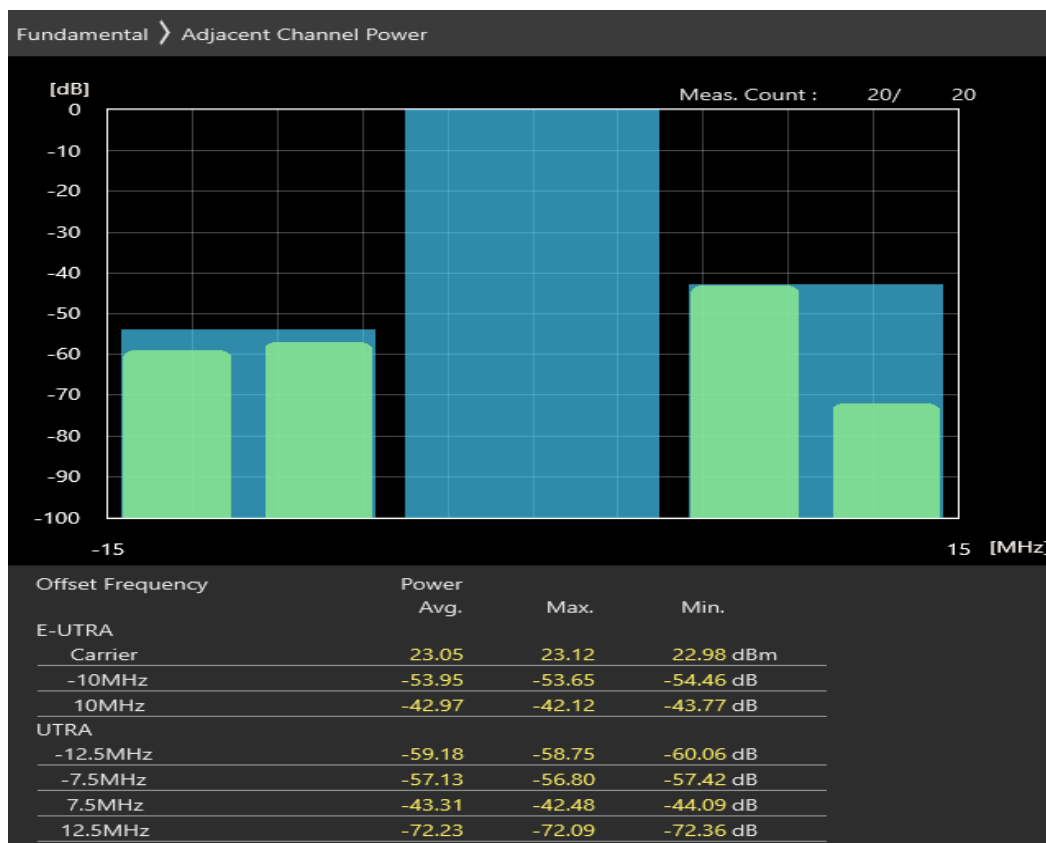 Fundamental 〉 Adjacent Channel Power
[dB]
Meas. Count : 20/ 20
0
-10
-20
-30
-40
-50
-60
-70
-80
-90
-100
-15 15 [MHz]
Offset Frequency Power
Avg. Max. Min.
E-UTRA
Carrier 23.05 23.12 22.98 dBm
-10MHz -53.95 -53.65 -54.46 dB
10MHz -42.97 -42.12 -43.77 dB
UTRA
-12.5MHz -59.18 -58.75 -60.06 dB
-7.5MHz -57.13 -56.80 -57.42 dB
7.5MHz -43.31 -42.48 -44.09 dB
12.5MHz -72.23 -72.09 -72.36 dB